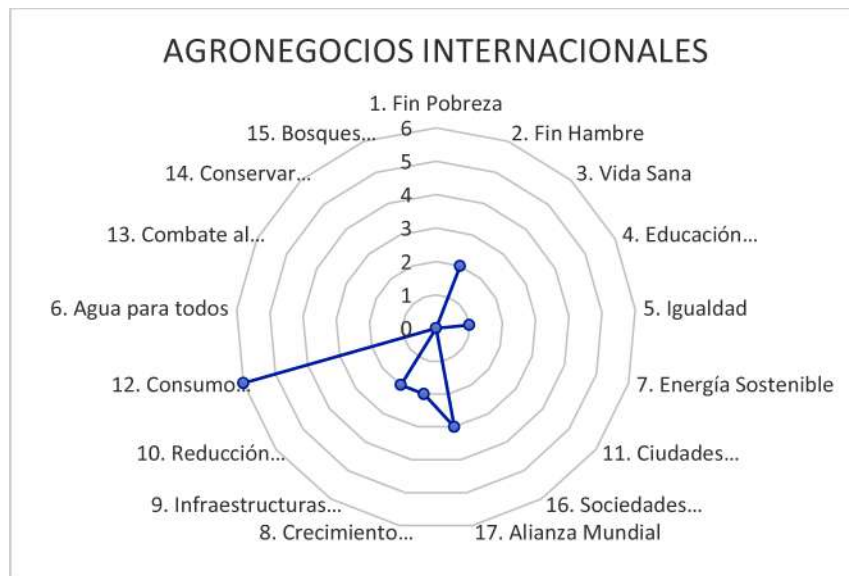 AGRONEGOCIOS INTERNACIONALES
1. Fin Pobreza
15. Bosques...
6
2. Fin Hambre
14. Conservar...
5
3. Vida Sana
4
13. Combate al...
3
4. Educación...
2
6. Agua para todos
1
5. Igualdad
0
12. Consumo...
7. Energía Sostenible
10. Reducción...
11. Ciudades...
9. Infraestructuras...
16. Sociedades...
8. Crecimiento...
17. Alianza Mundial